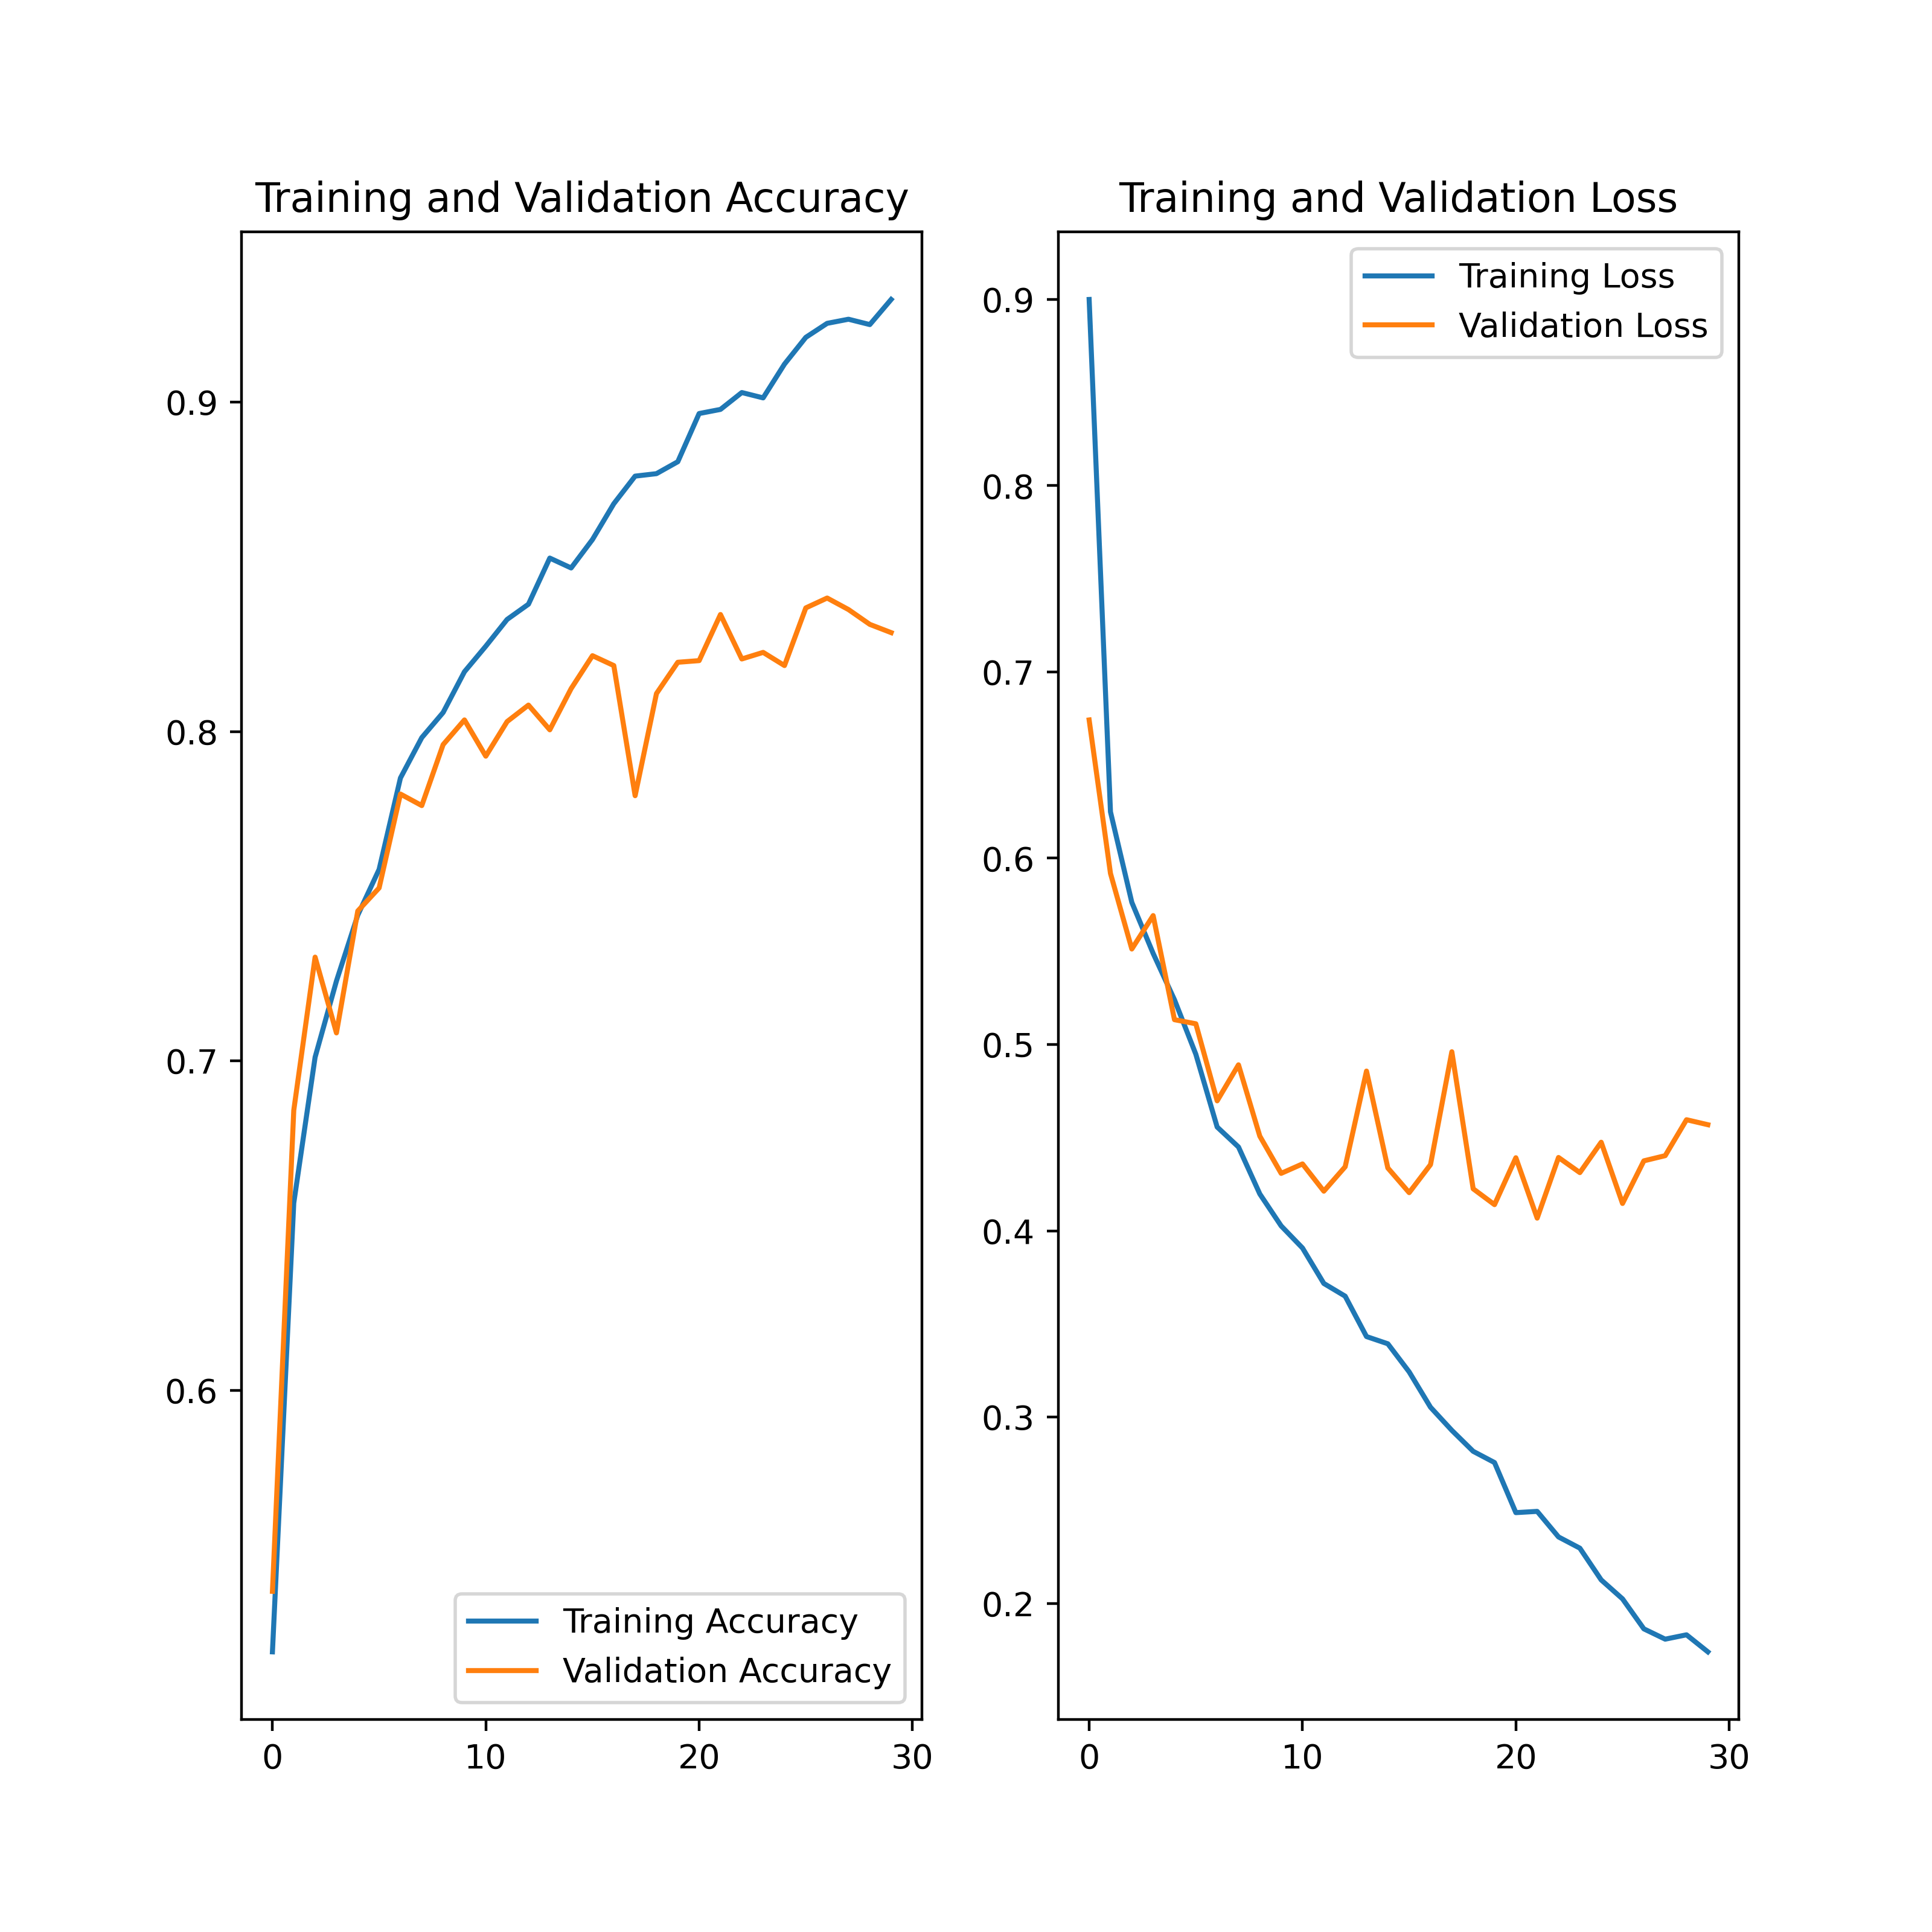 Training and Validation Accuracy
0.9
0.8
0.7
0.6
Training Accuracy
Validation Accuracy
0 10 20 30
Training and Validation Loss
Training Loss
Validation Loss
0.9
0.8
0.7
0.6
0.5
0.4
0.3
0.2
0 10 20 30